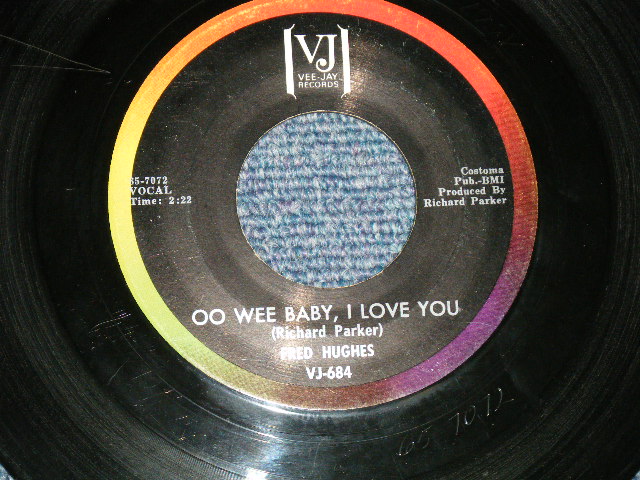 VJ
VEE-JAY
RECORDS
65-7072
VOCAL
Time: 2:22
Costoma
Pub.-BMI
Produced By
Richard Parker
OO WEE BABY, I LOVE YOU
(Richard Parker)
FRED HUGHES
VJ-684